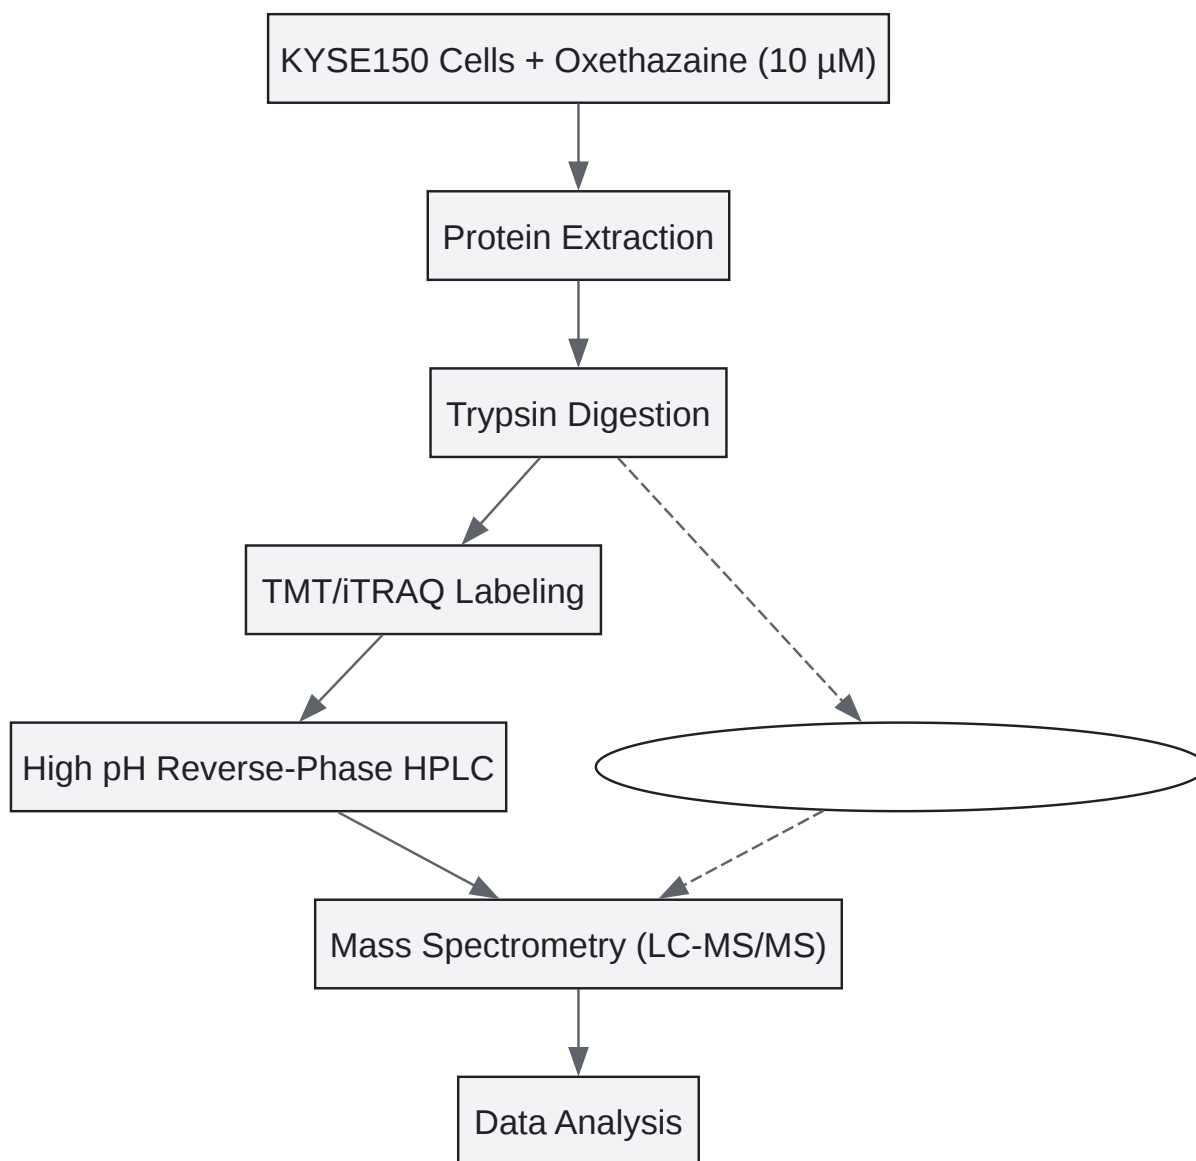 KYSE150 Cells + Oxethazaine (10 µM)
Protein Extraction
Trypsin Digestion
TMT/iTRAQ Labeling
High pH Reverse-Phase HPLC
Mass Spectrometry (LC-MS/MS)
Data Analysis